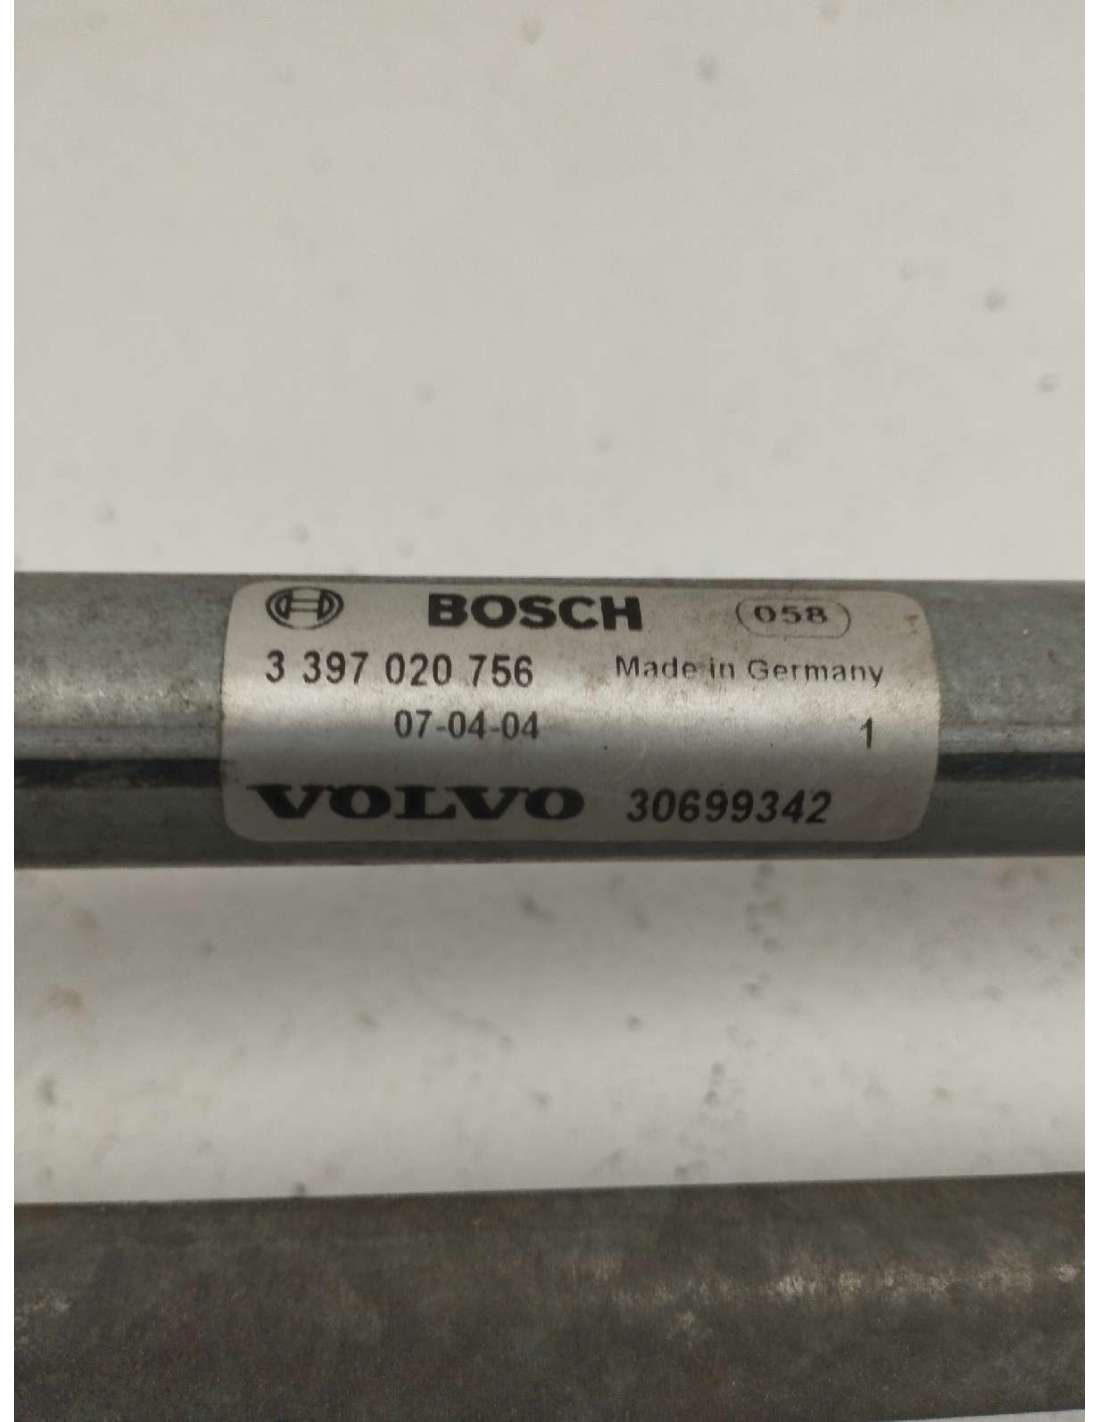 BOSCH 058
3 397 020 756 Made in Germany
07-04-04 1
VOLVO 30699342